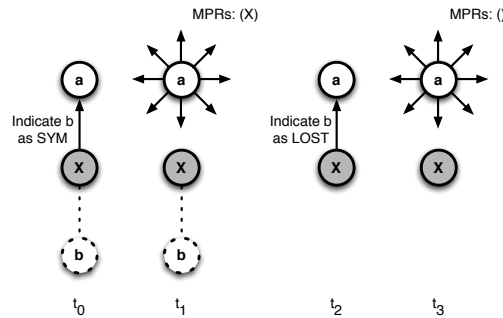 MPRs: (X)
MPRs: ()
a
a
a
a
Indicate b
as SYM
Indicate b
as LOST
X
X
X
X
b
b
t0
t1
t2
t3